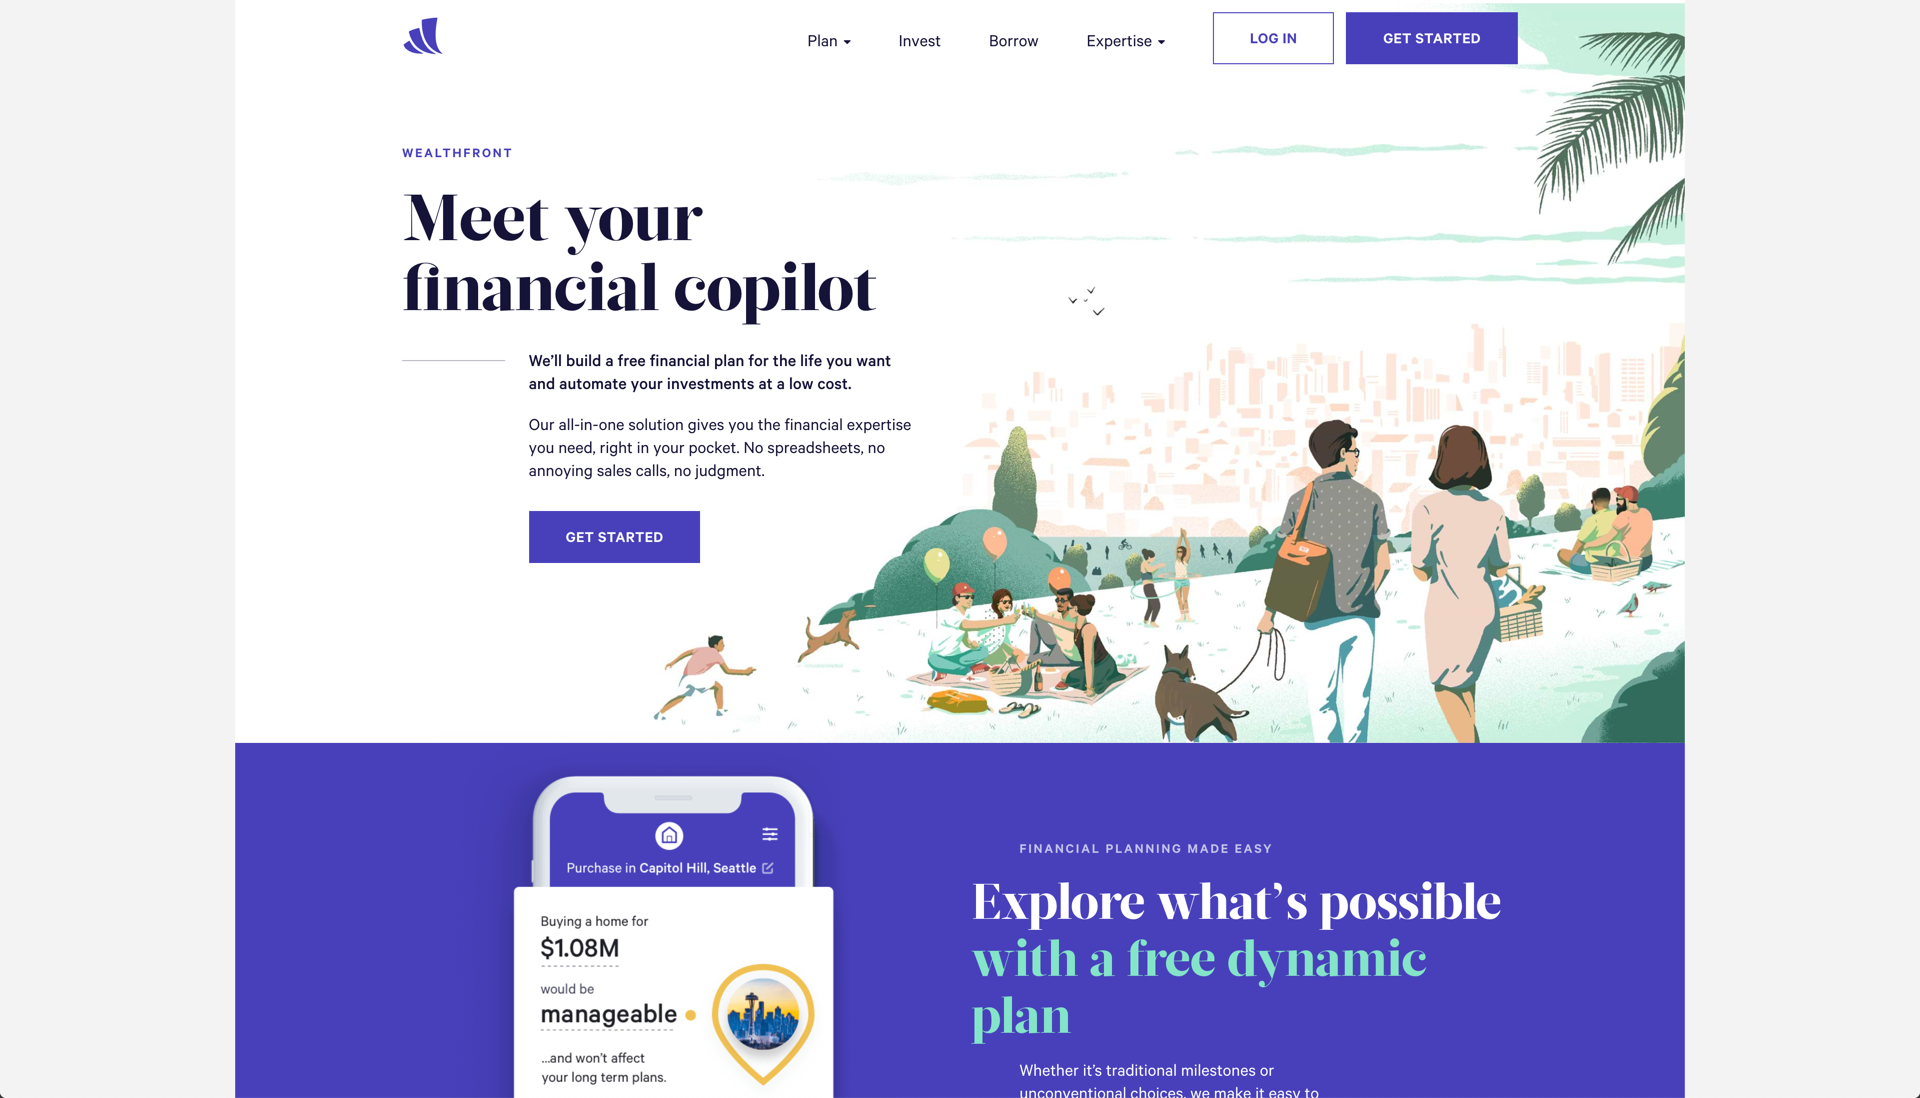 Plan
Invest
Borrow
Expertise
LOG IN
GET STARTED
WEALTHFRONT
Meet your
financial copilot
We’ll build a free financial plan for the life you want
and automate your investments at a low cost.
Our all-in-one solution gives you the financial expertise
you need, right in your pocket. No spreadsheets, no
annoying sales calls, no judgment.
GET STARTED
Purchase in Capitol Hill, Seattle
Buying a home for
$1.08M
would be
manageable
...and won’t affect
your long term plans.
FINANCIAL PLANNING MADE EASY
Explore what’s possible
with a free dynamic
plan
Whether it’s traditional milestones or
unconventional choices, we make it easy to